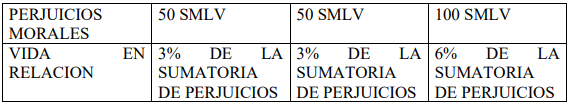 PERJUICIOS 50 SMLV 50 SMLV 100 SMLV
MORALES
VIDA EN 3% DE LA 3% DE LA 6% DE LA
RELACION SUMATORIA SUMATORIA SUMATORIA
DE PERJUICIOS DE PERJUICIOS DE PERJUICIOS